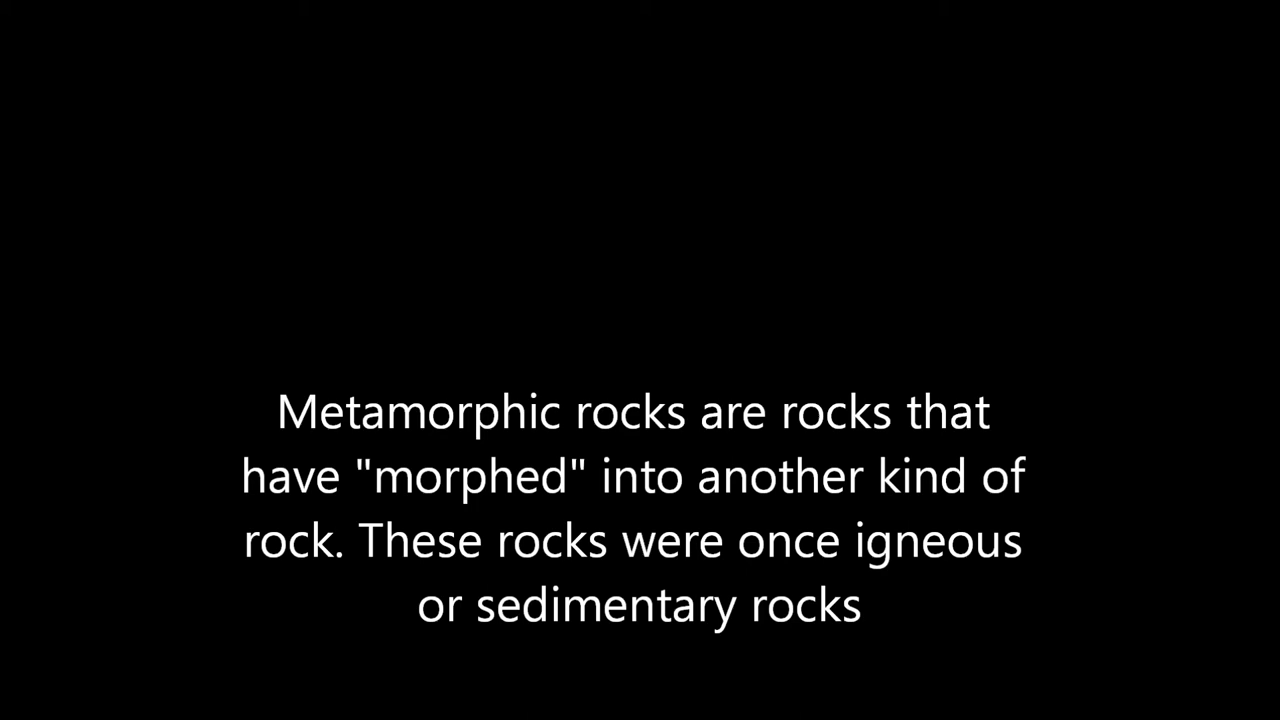 Metamorphic rocks are rocks that
have "morphed" into another kind of
rock. These rocks were once igneous
or sedimentary rocks